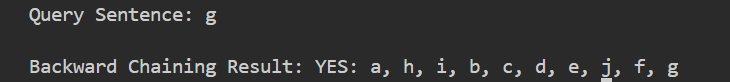 Query Sentence: g
Backward Chaining Result: YES: a, h, i, b, c, d, e, j, f, g